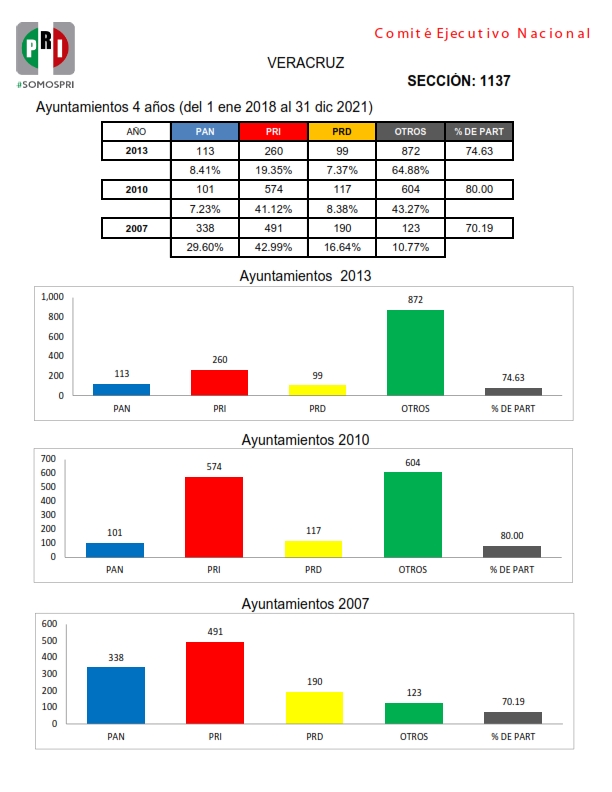 Comité Ejecutivo Nacional
PRI
#SOMOSPRI
VERACRUZ
SECCIÓN: 1137
Ayuntamientos 4 años (del 1 ene 2018 al 31 dic 2021)
AÑO PAN PRI PRD OTROS % DE PART
2013 113 260 99 872 74.63
8.41% 19.35% 7.37% 64.88%
2010 101 574 117 604 80.00
7.23% 41.12% 8.38% 43.27%
2007 338 491 190 123 70.19
29.60% 42.99% 16.64% 10.77%
Ayuntamientos 2013
1,000
800
600
400
200
0
113 260 99 872 74.63
PAN PRI PRD OTROS % DE PART
Ayuntamientos 2010
700
600
500
400
300
200
100
0
101 574 117 604 80.00
PAN PRI PRD OTROS % DE PART
Ayuntamientos 2007
600
500
400
300
200
100
0
338 491 190 123 70.19
PAN PRI PRD OTROS % DE PART